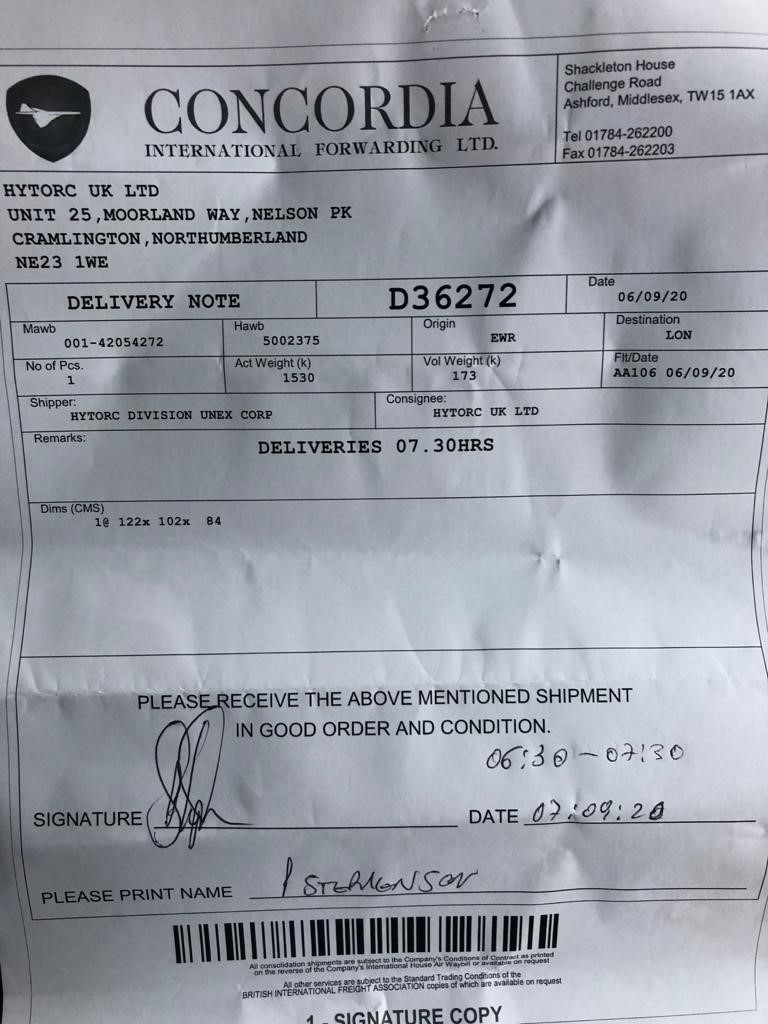 CONCORDIA
INTERNATIONAL FORWARDING LTD.
Shackleton House
Challenge Road
Ashford, Middlesex, TW15 1AX
Tel 01784-262200
Fax 01784-262203
HYTORC UK LTD
UNIT 25,MOORLAND WAY,NELSON PK
CRAMLINGTON,NORTHUMBERLAND
NE23 1WE
DELIVERY NOTE D36272 Date 06/09/20
Mawb 001-42054272 Hawb 5002375 Origin EWR Destination LON
No of Pcs. 1 Act Weight (k) 1530 Vol Weight (k) 173 Flt/Date AA106 06/09/20
Shipper: HYTORC DIVISION UNEX CORP Consignee: HYTORC UK LTD
Remarks: DELIVERIES 07.30HRS
Dims (CMS)
1@ 122x 102x 84
PLEASE RECEIVE THE ABOVE MENTIONED SHIPMENT
IN GOOD ORDER AND CONDITION.
06:30 - 07:30
SIGNATURE DATE 07:09:20
PLEASE PRINT NAME STEPHENSON
All consolidation shipments are subject to the Company's Conditions of Contract as printed
on the reverse of the Company's International House Air Waybill or available on request
All other services are subject to the Standard Trading Conditions of the
BRITISH INTERNATIONAL FREIGHT ASSOCIATION copies of which are available on request
1 - SIGNATURE COPY